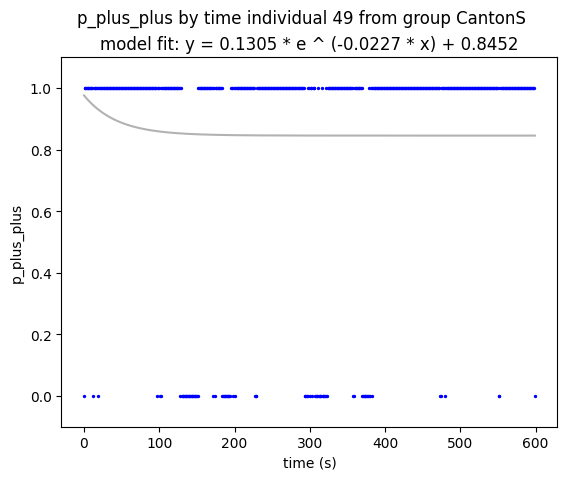 p_plus_plus by time individual 49 from group CantonS
model fit: y = 0.1305 * e ^ (-0.0227 * x) + 0.8452
1.0
0.8
0.6
0.4
0.2
0.0
p_plus_plus
0 100 200 300 400 500 600
time (s)